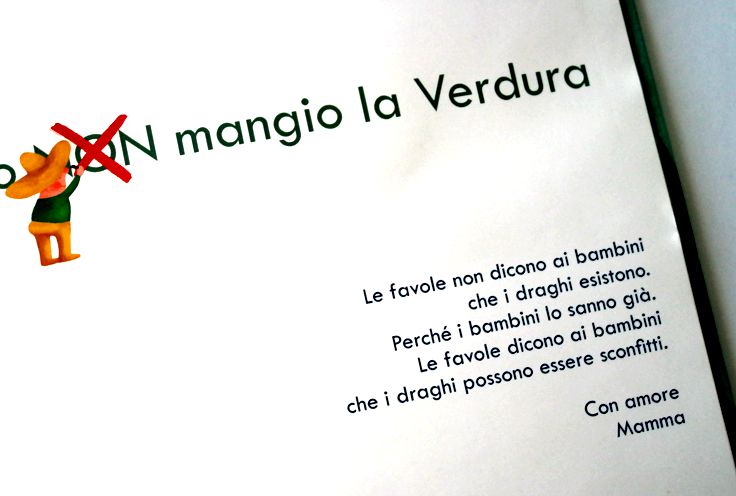 o NON mangio la Verdura
Le favole non dicono ai bambini
che i draghi esistono.
Perché i bambini lo sanno già.
Le favole dicono ai bambini
che i draghi possono essere sconfitti.
Con amore
Mamma